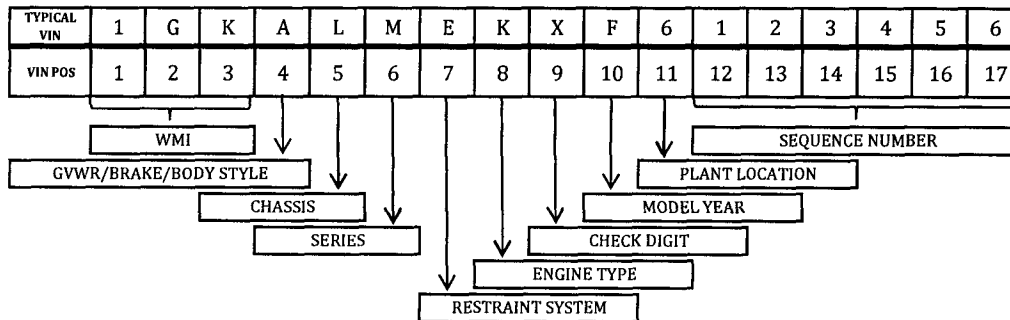 TYPICAL VIN 1 G K A L M E K X F 6 1 2 3 4 5 6
VIN POS 1 2 3 4 5 6 7 8 9 10 11 12 13 14 15 16 17
WMI SEQUENCE NUMBER
GVWR/BRAKE/BODY STYLE PLANT LOCATION
CHASSIS MODEL YEAR
SERIES CHECK DIGIT
ENGINE TYPE
RESTRAINT SYSTEM